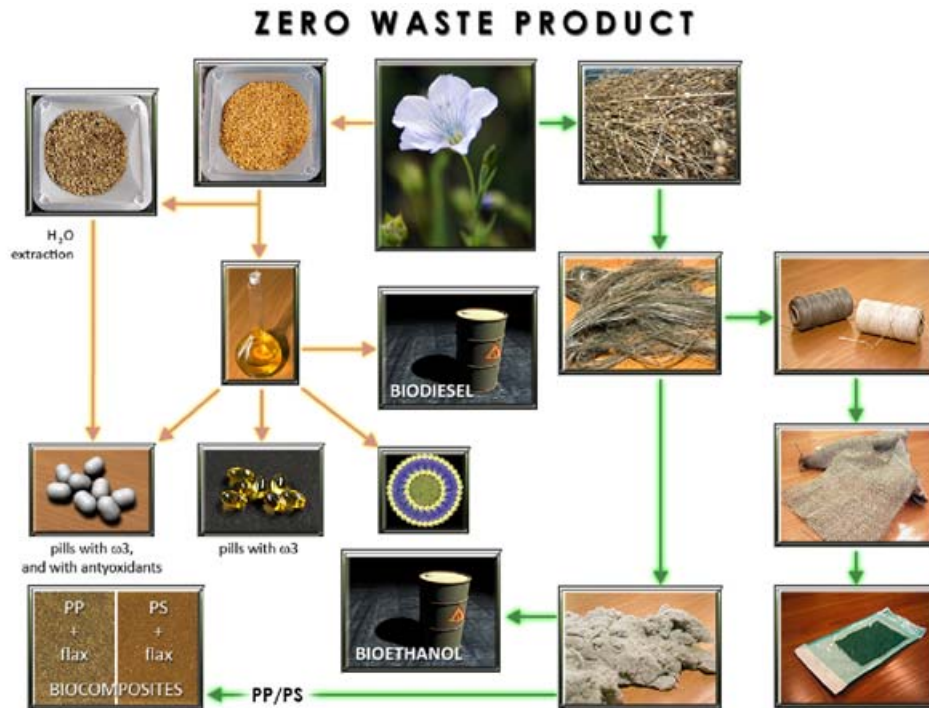 ZERO WASTE PRODUCT
H₂O
extraction
BIODIESEL
pills with ω3,
and with antyoxidants
pills with ω3
PP
+
flax
PS
+
flax
BIOCOMPOSITES
BIOETHANOL
PP/PS